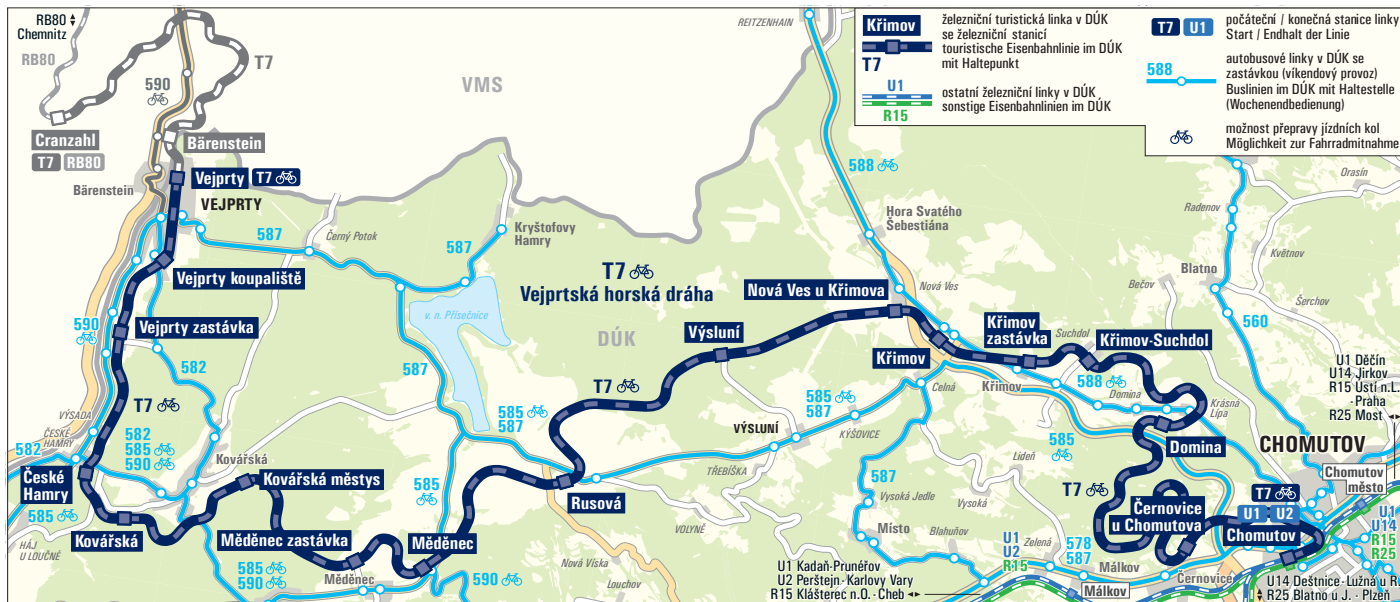 RB80
Chemnitz
RB80
590
T7
Cranzahl
T7 RB80
Bärenstein
Bärenstein
Vejprty T7
VEJPRTY
VMS
REITZENHAIN
Křimov
železniční turistická linka v DÚK
se železniční stanicí
touristische Eisenbahnlinie im DÚK
mit Haltepunkt
T7
U1
R15
ostatní železniční linky v DÚK
sonstige Eisenbahnlinien im DÚK
T7 U1
počáteční / konečná stanice linky
Start / Endhalt der Linie
588
autobusové linky v DÚK se
zastávkou (víkendový provoz)
Buslinien im DÚK mit Haltestelle
(Wochenendbedienung)
možnost přepravy jízdních kol
Möglichkeit zur Fahrradmitnahme
588
Orasín
Radenov
Květnov
Hora Svatého
Šebestiána
Kryštofovy
Hamry
587
Černý Potok
587
Vejprty koupaliště
T7
Vejprtská horská dráha
v. n. Přísečnice
DÚK
Nová Ves u Křimova
Nová Ves
Bečov
Blatno
Šerchov
560
590
Vejprty zastávka
582
587
Výsluní
Křimov
Křimov
zastávka
Suchdol
Křimov-Suchdol
U1 Děčín
U14 Jirkov
R15 Ústí n.L.
- Praha
R25 Most
T7
T7
Celná
Křimov
588
Domina
Krásná
Lípa
VÝSADA
ČESKÉ
HAMRY
582
582
585
590
585
587
585
587
VÝSLUNÍ
KÝŠOVICE
585
Domina
CHOMUTOV
Kovářská
České
Hamry
585
Kovářská městys
585
Rusová
TŘEBÍŠKA
587
Lideň
T7
Chomutov
město
Vysoká Jedle
Vysoká
Černovice
u Chomutova
T7
U1 U2
Chomutov
U1
U14
R15
R25
HÁJ
U LOUČNÉ
Kovářská
Měděnec zastávka
Měděnec
VOLYNĚ
Místo
Blahuňov
Zelená
U1
U2
R15
578
587
Málkov
Nová Víska
585
590
Měděnec
590
Louchov
U1 Kadaň-Prunéřov
U2 Perštejn - Karlovy Vary
R15 Klášterec n.O. - Cheb
Málkov
Černovice
U14 Deštnice - Lužná u R
R25 Blatno u J. - Plzeň